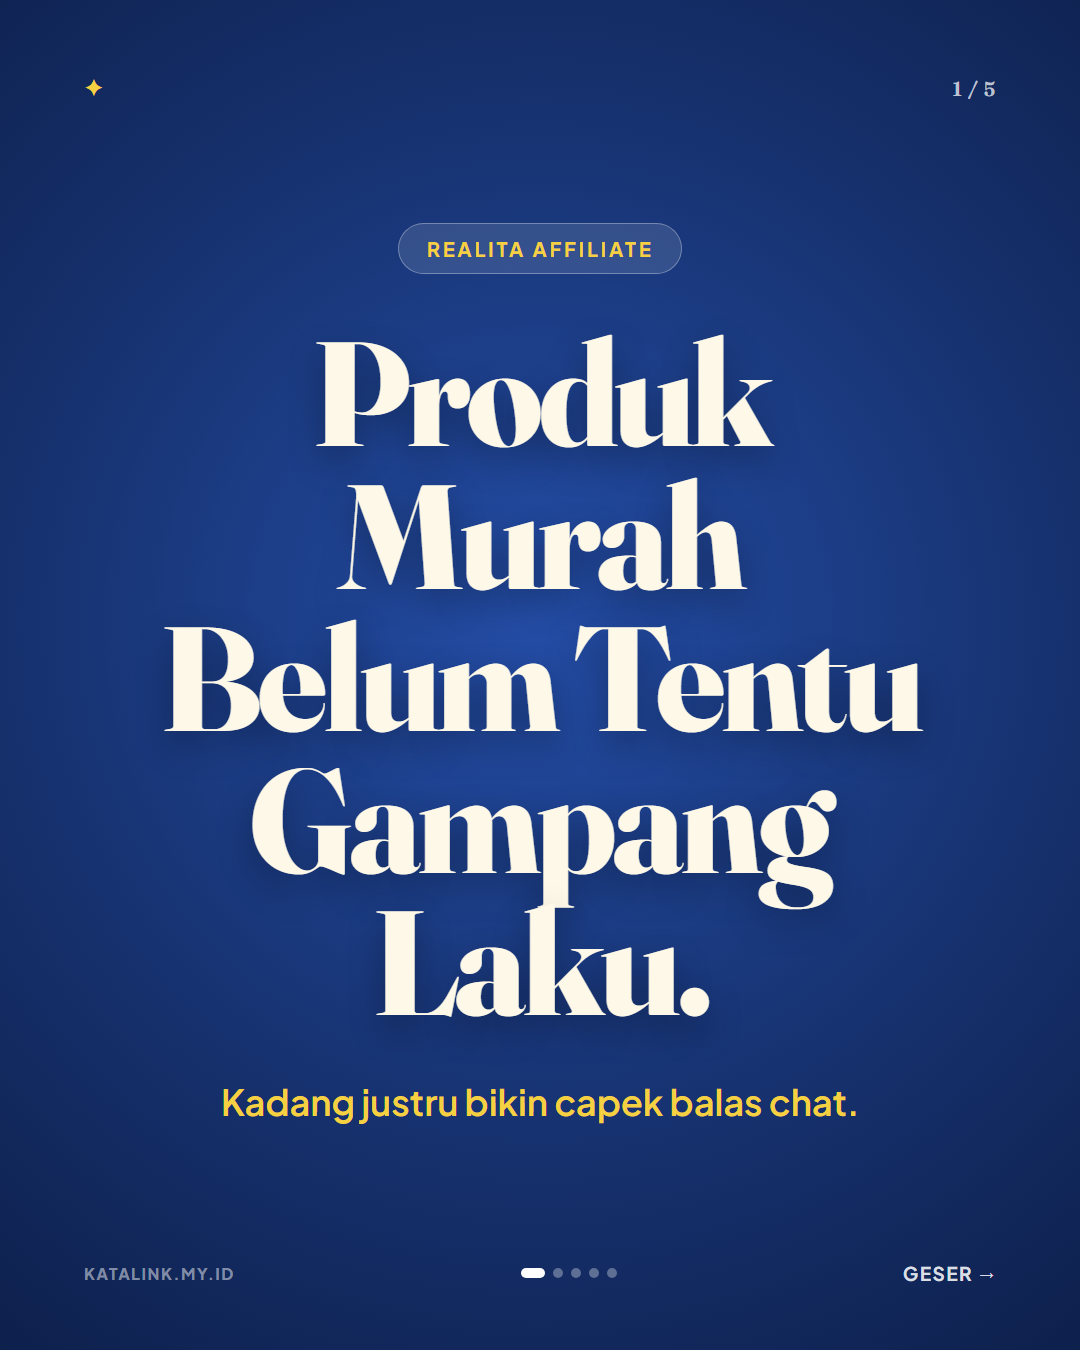 ✦
1 / 5
REALITA AFFILIATE
Produk
Murah
Belum Tentu
Gampang
Laku.
Kadang justru bikin capek balas chat.
KATALINK.MY.ID
GESER →